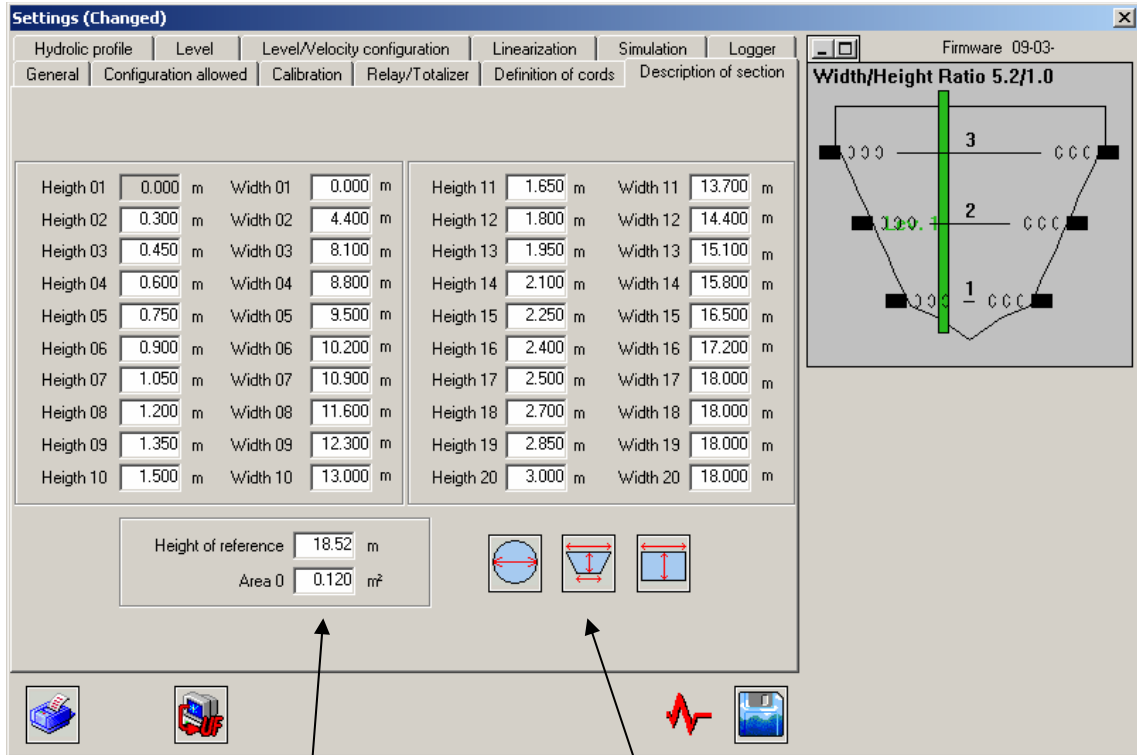 Settings (Changed)
Hydrolic profile Level Level/Velocity configuration Linearization Simulation Logger
General Configuration allowed Calibration Relay/Totalizer Definition of cords Description of section
Heigth 01 0.000 m Width 01 0.000 m
Heigth 02 0.300 m Width 02 4.400 m
Heigth 03 0.450 m Width 03 8.100 m
Heigth 04 0.600 m Width 04 8.800 m
Heigth 05 0.750 m Width 05 9.500 m
Heigth 06 0.900 m Width 06 10.200 m
Heigth 07 1.050 m Width 07 10.900 m
Heigth 08 1.200 m Width 08 11.600 m
Heigth 09 1.350 m Width 09 12.300 m
Heigth 10 1.500 m Width 10 13.000 m
Heigth 11 1.650 m Width 11 13.700 m
Heigth 12 1.800 m Width 12 14.400 m
Heigth 13 1.950 m Width 13 15.100 m
Heigth 14 2.100 m Width 14 15.800 m
Heigth 15 2.250 m Width 15 16.500 m
Heigth 16 2.400 m Width 16 17.200 m
Heigth 17 2.500 m Width 17 18.000 m
Heigth 18 2.700 m Width 18 18.000 m
Heigth 19 2.850 m Width 19 18.000 m
Heigth 20 3.000 m Width 20 18.000 m
Height of reference 18.52 m
Area 0 0.120 m²
UF
Firmware 09-03-
Width/Height Ratio 5.2/1.0
3
2
1